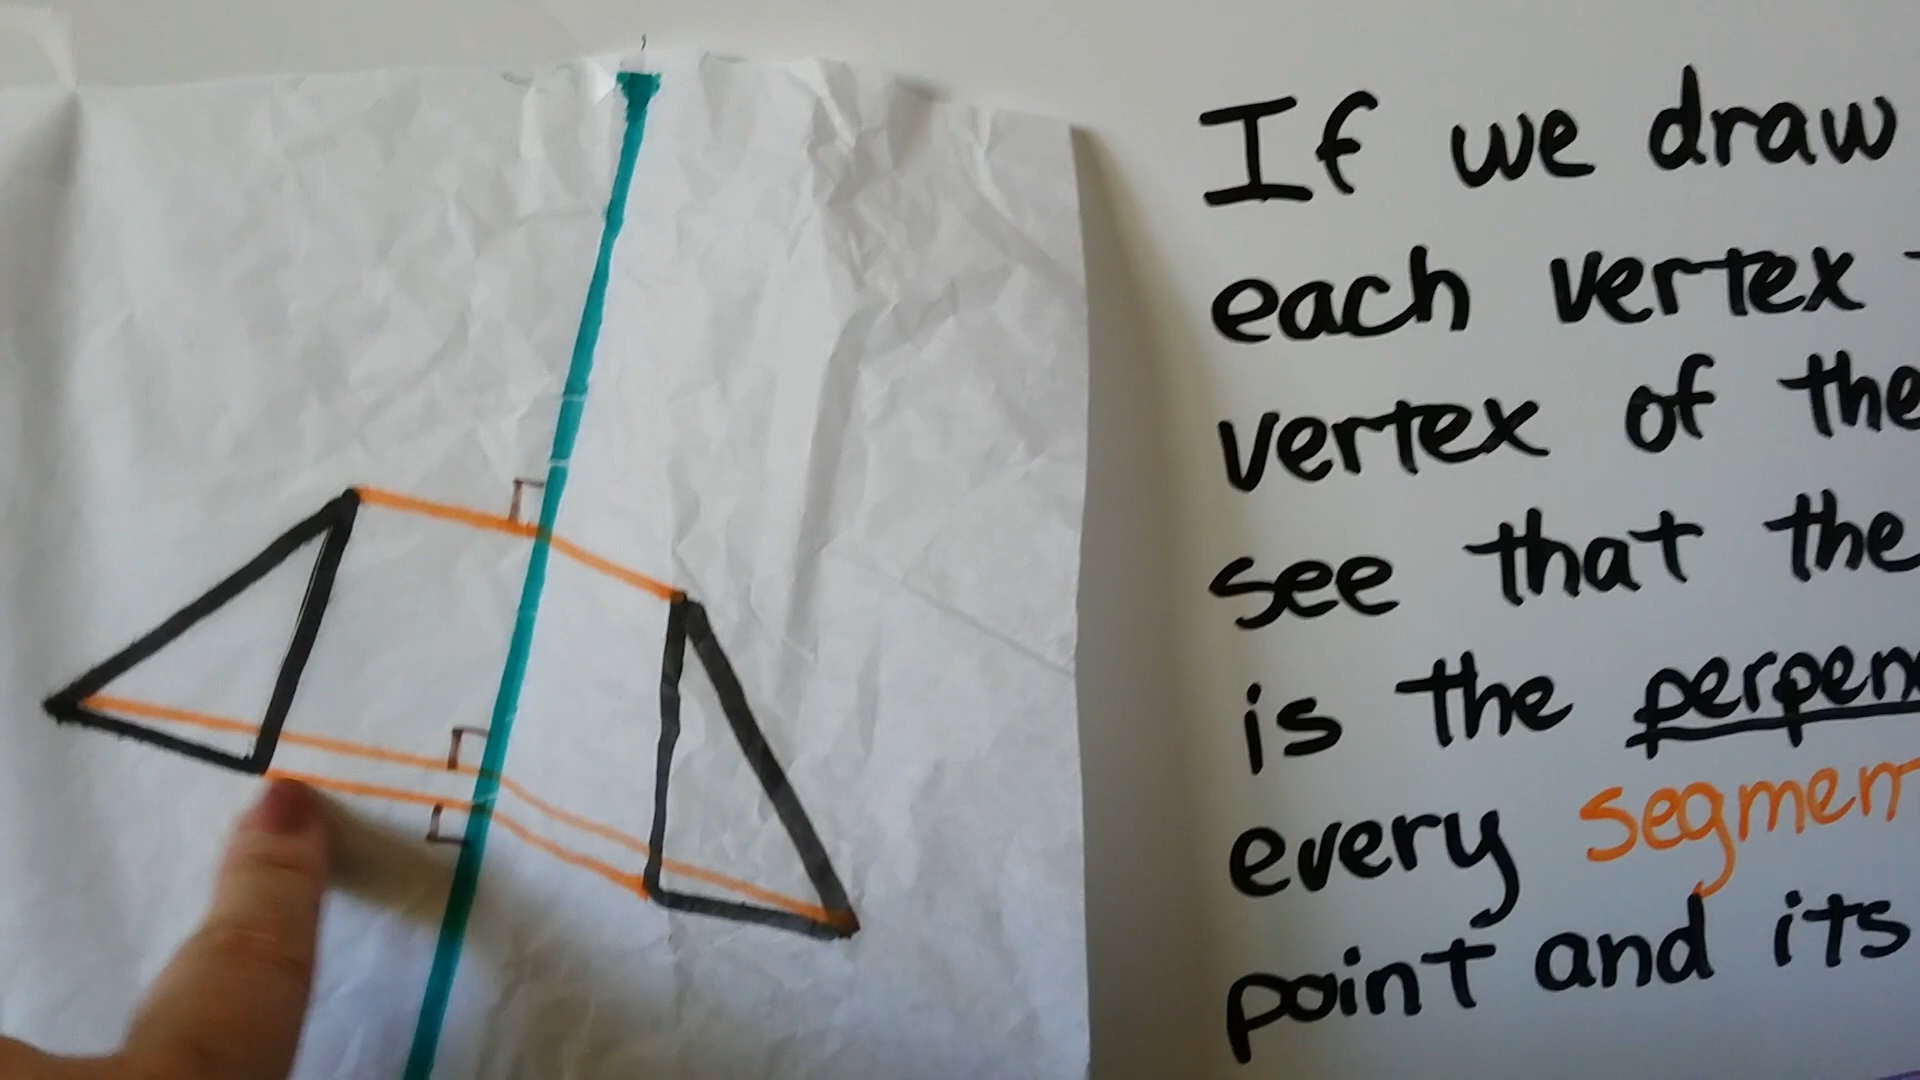 If we draw
each vertex
vertex of the
see that the
is the
every
point and its